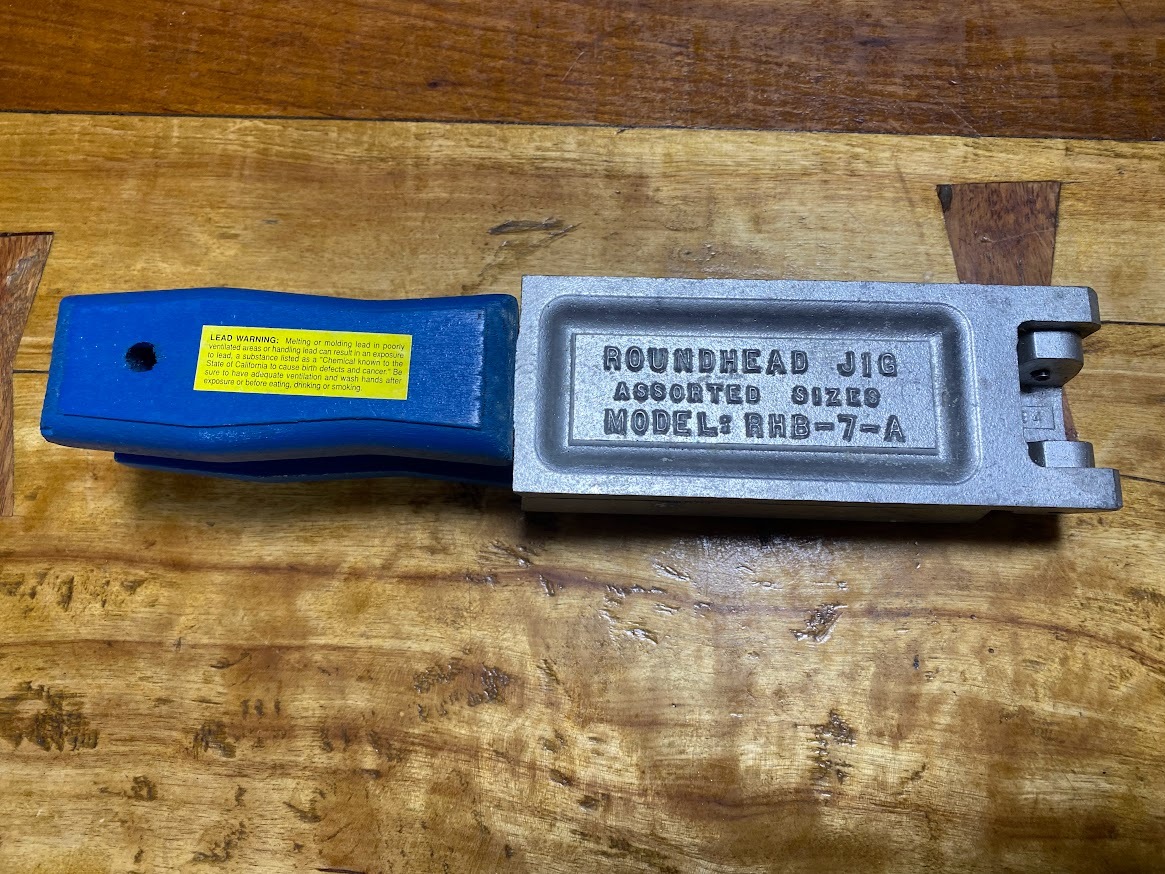 LEAD WARNING: Melting or molding lead in poorly
ventilated areas or handling lead can result in an exposure
to lead, a substance listed as a "Chemical known to the
State of California to cause birth defects and cancer." Be
sure to have adequate ventilation and wash hands after
exposure or before eating, drinking or smoking.
ROUNDHEAD JIG
ASSORTED SIZES
MODEL: RHB-7-A